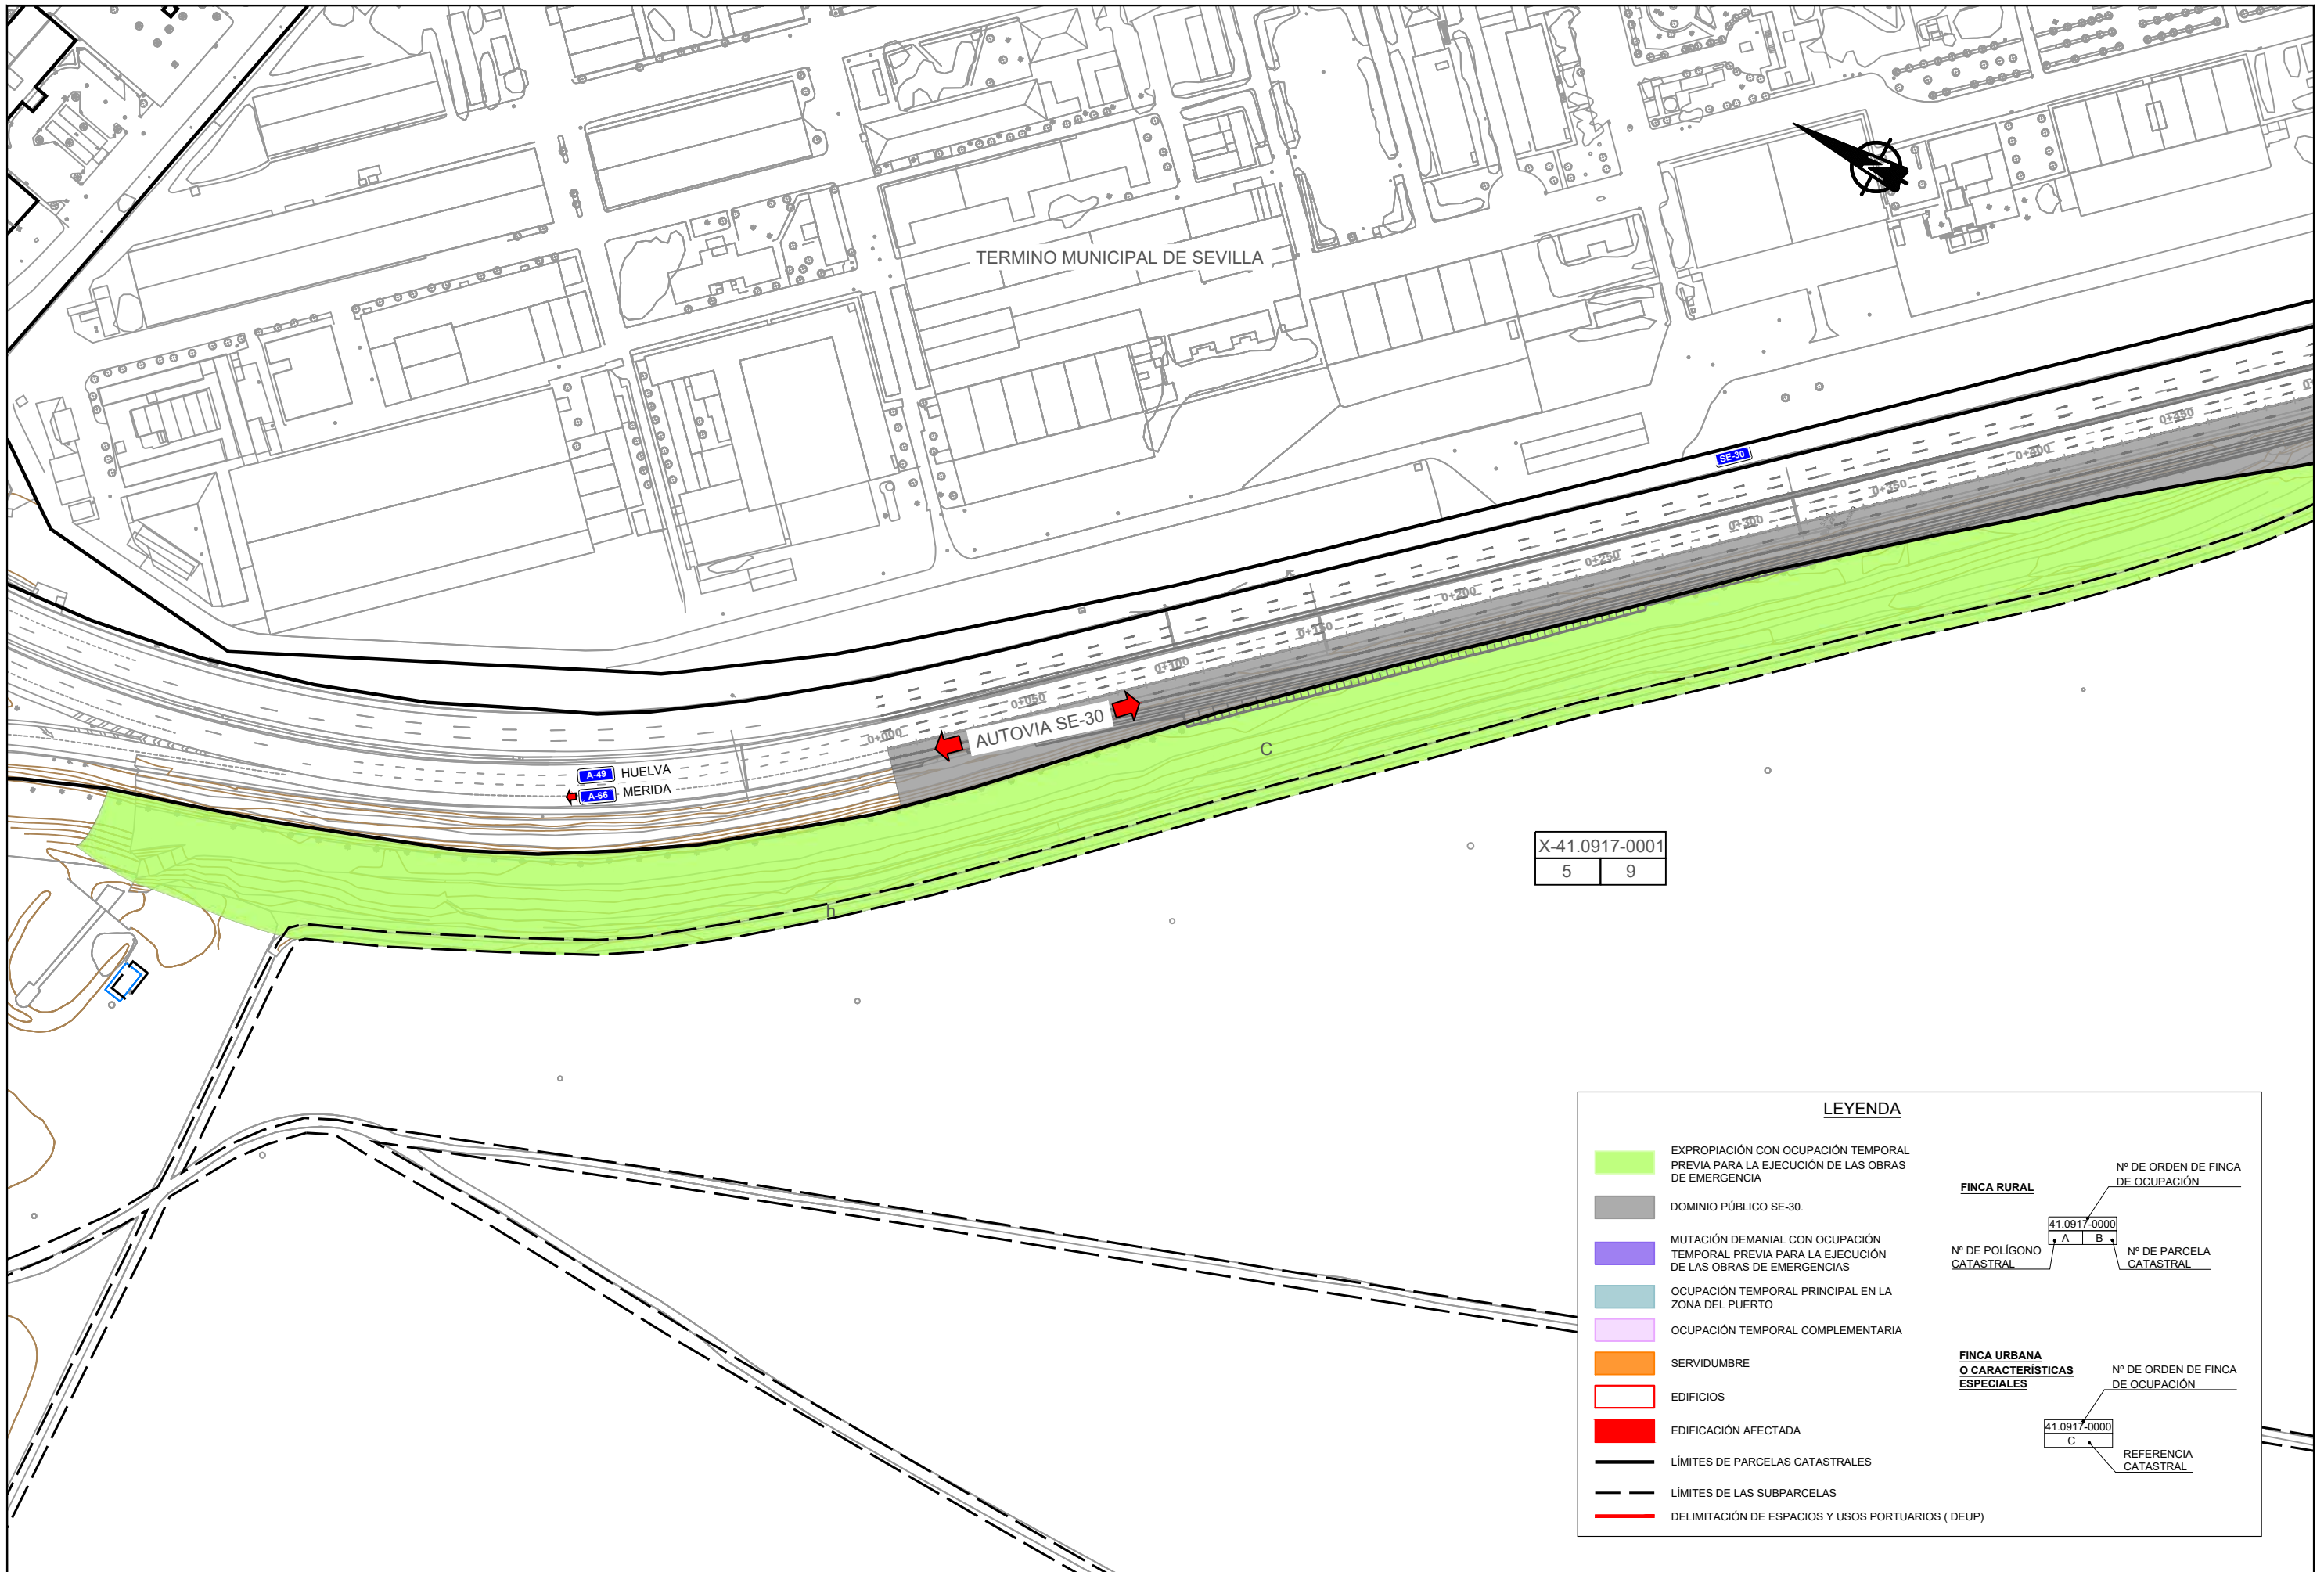 TERMINO MUNICIPAL DE SEVILLA
SE-30
0+450
0+400
0+350
0+300
0+250
0+200
0+150
0+100
0+050
0+000
AUTOVIA SE-30
A-49 HUELVA
A-66 MERIDA
C
h
X-41.0917-0001
5 9
LEYENDA
EXPROPIACIÓN CON OCUPACIÓN TEMPORAL
PREVIA PARA LA EJECUCIÓN DE LAS OBRAS
DE EMERGENCIA
DOMINIO PÚBLICO SE-30.
MUTACIÓN DEMANIAL CON OCUPACIÓN
TEMPORAL PREVIA PARA LA EJECUCIÓN
DE LAS OBRAS DE EMERGENCIAS
OCUPACIÓN TEMPORAL PRINCIPAL EN LA
ZONA DEL PUERTO
OCUPACIÓN TEMPORAL COMPLEMENTARIA
SERVIDUMBRE
EDIFICIOS
EDIFICACIÓN AFECTADA
LÍMITES DE PARCELAS CATASTRALES
LÍMITES DE LAS SUBPARCELAS
DELIMITACIÓN DE ESPACIOS Y USOS PORTUARIOS ( DEUP)
FINCA RURAL
Nº DE ORDEN DE FINCA
DE OCUPACIÓN
41.0917-0000
A B
Nº DE POLÍGONO
CATASTRAL
Nº DE PARCELA
CATASTRAL
FINCA URBANA
O CARACTERÍSTICAS
ESPECIALES
Nº DE ORDEN DE FINCA
DE OCUPACIÓN
41.0917-0000
C
REFERENCIA
CATASTRAL